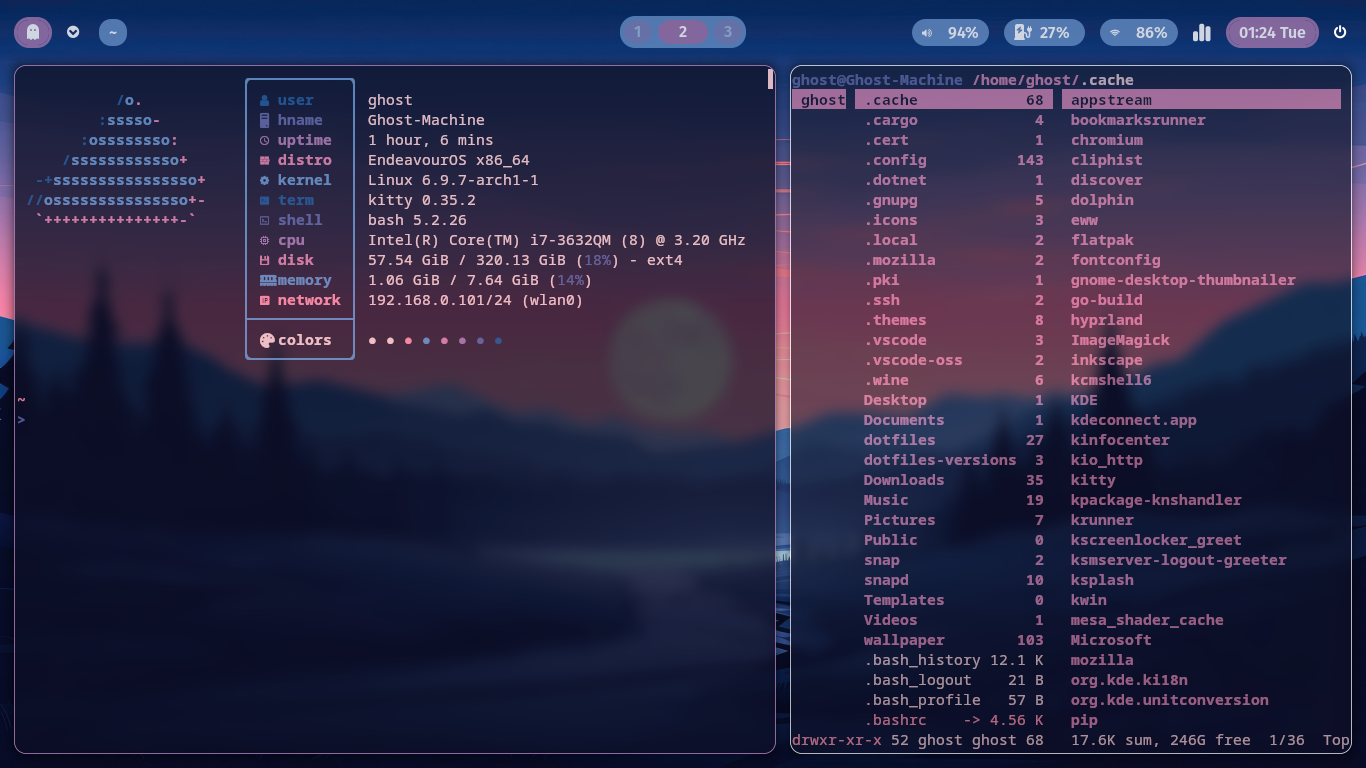 ~ 1 2 3 94% 27% 86% 01:24 Tue
/o.
:sssso-
:ossssssso:
/ssssssssssso+
-+sssssssssssssssso+
//osssssssssssssso+-
`+++++++++++++++-`
user ghost
hname Ghost-Machine
uptime 1 hour, 6 mins
distro EndeavourOS x86_64
kernel Linux 6.9.7-arch1-1
term kitty 0.35.2
shell bash 5.2.26
cpu Intel(R) Core(TM) i7-3632QM (8) @ 3.20 GHz
disk 57.54 GiB / 320.13 GiB (18%) - ext4
memory 1.06 GiB / 7.64 GiB (14%)
network 192.168.0.101/24 (wlan0)
colors
~
>
ghost@Ghost-Machine /home/ghost/.cache
ghost .cache 68 appstream
.cargo 4 bookmarksrunner
.cert 1 chromium
.config 143 cliphist
.dotnet 1 discover
.gnupg 5 dolphin
.icons 3 eww
.local 2 flatpak
.mozilla 2 fontconfig
.pki 1 gnome-desktop-thumbnailer
.ssh 2 go-build
.themes 8 hyprland
.vscode 3 ImageMagick
.vscode-oss 2 inkscape
.wine 6 kcmshell6
Desktop 1 KDE
Documents 1 kdeconnect.app
dotfiles 27 kinfocenter
dotfiles-versions 3 kio_http
Downloads 35 kitty
Music 19 kpackage-knshandler
Pictures 7 krunner
Public 0 kscreenlocker_greet
snap 2 ksmserver-logout-greeter
snapd 10 ksplash
Templates 0 kwin
Videos 1 mesa_shader_cache
wallpaper 103 Microsoft
.bash_history 12.1 K mozilla
.bash_logout 21 B org.kde.ki18n
.bash_profile 57 B org.kde.unitconversion
.bashrc -> 4.56 K pip
drwxr-xr-x 52 ghost ghost 68 17.6K sum, 246G free 1/36 Top